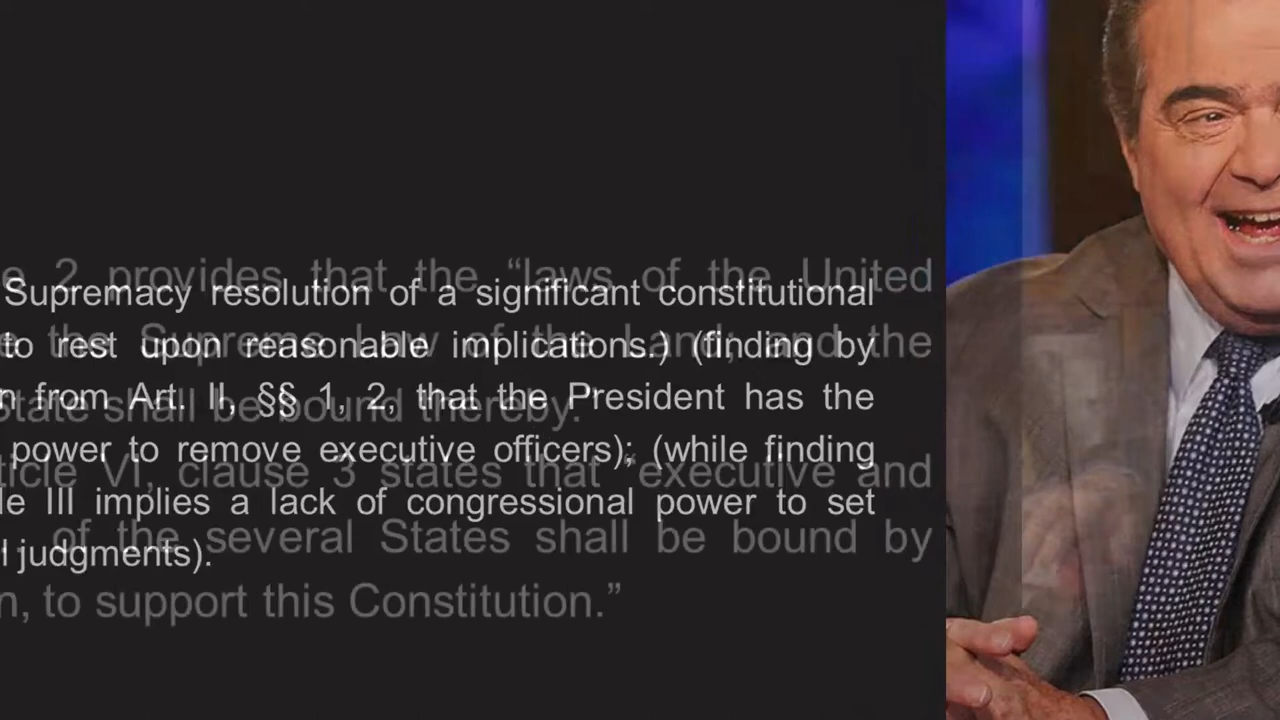 Supremacy resolution of a significant constitutional
to rest upon reasonable implications.) (finding by
n from Art. II, §§ 1, 2, that the President has the
power to remove executive officers); (while finding
le III implies a lack of congressional power to set
l judgments).
e 2 provides that the “laws of the United
the Supreme Law of the Land; and the
State shall be bound thereby.”
ticle VI, clause 3 states that “executive and
of the several States shall be bound by
n, to support this Constitution.”